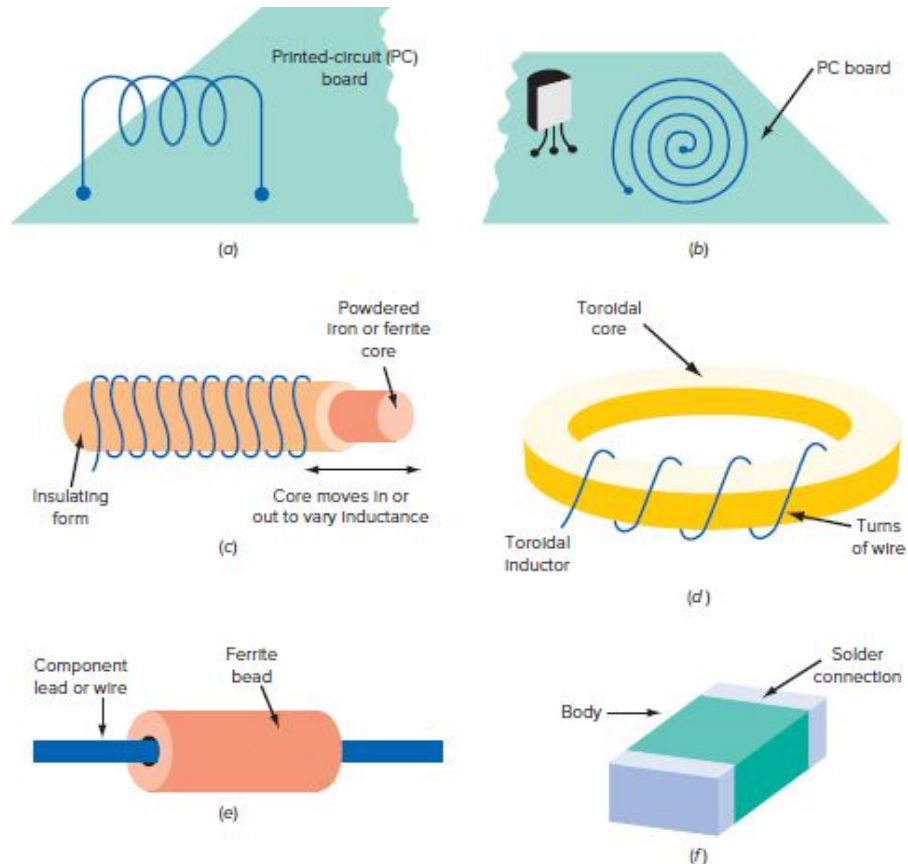 Printed-circuit (PC)
board
(a)
PC board
(b)
Powdered
iron or ferrite
core
Insulating
form
Core moves in or
out to vary inductance
(c)
Toroidal
core
Toroidal
inductor
Turns
of wire
(d)
Component
lead or wire
Ferrite
bead
(e)
Solder
connection
Body
(f)